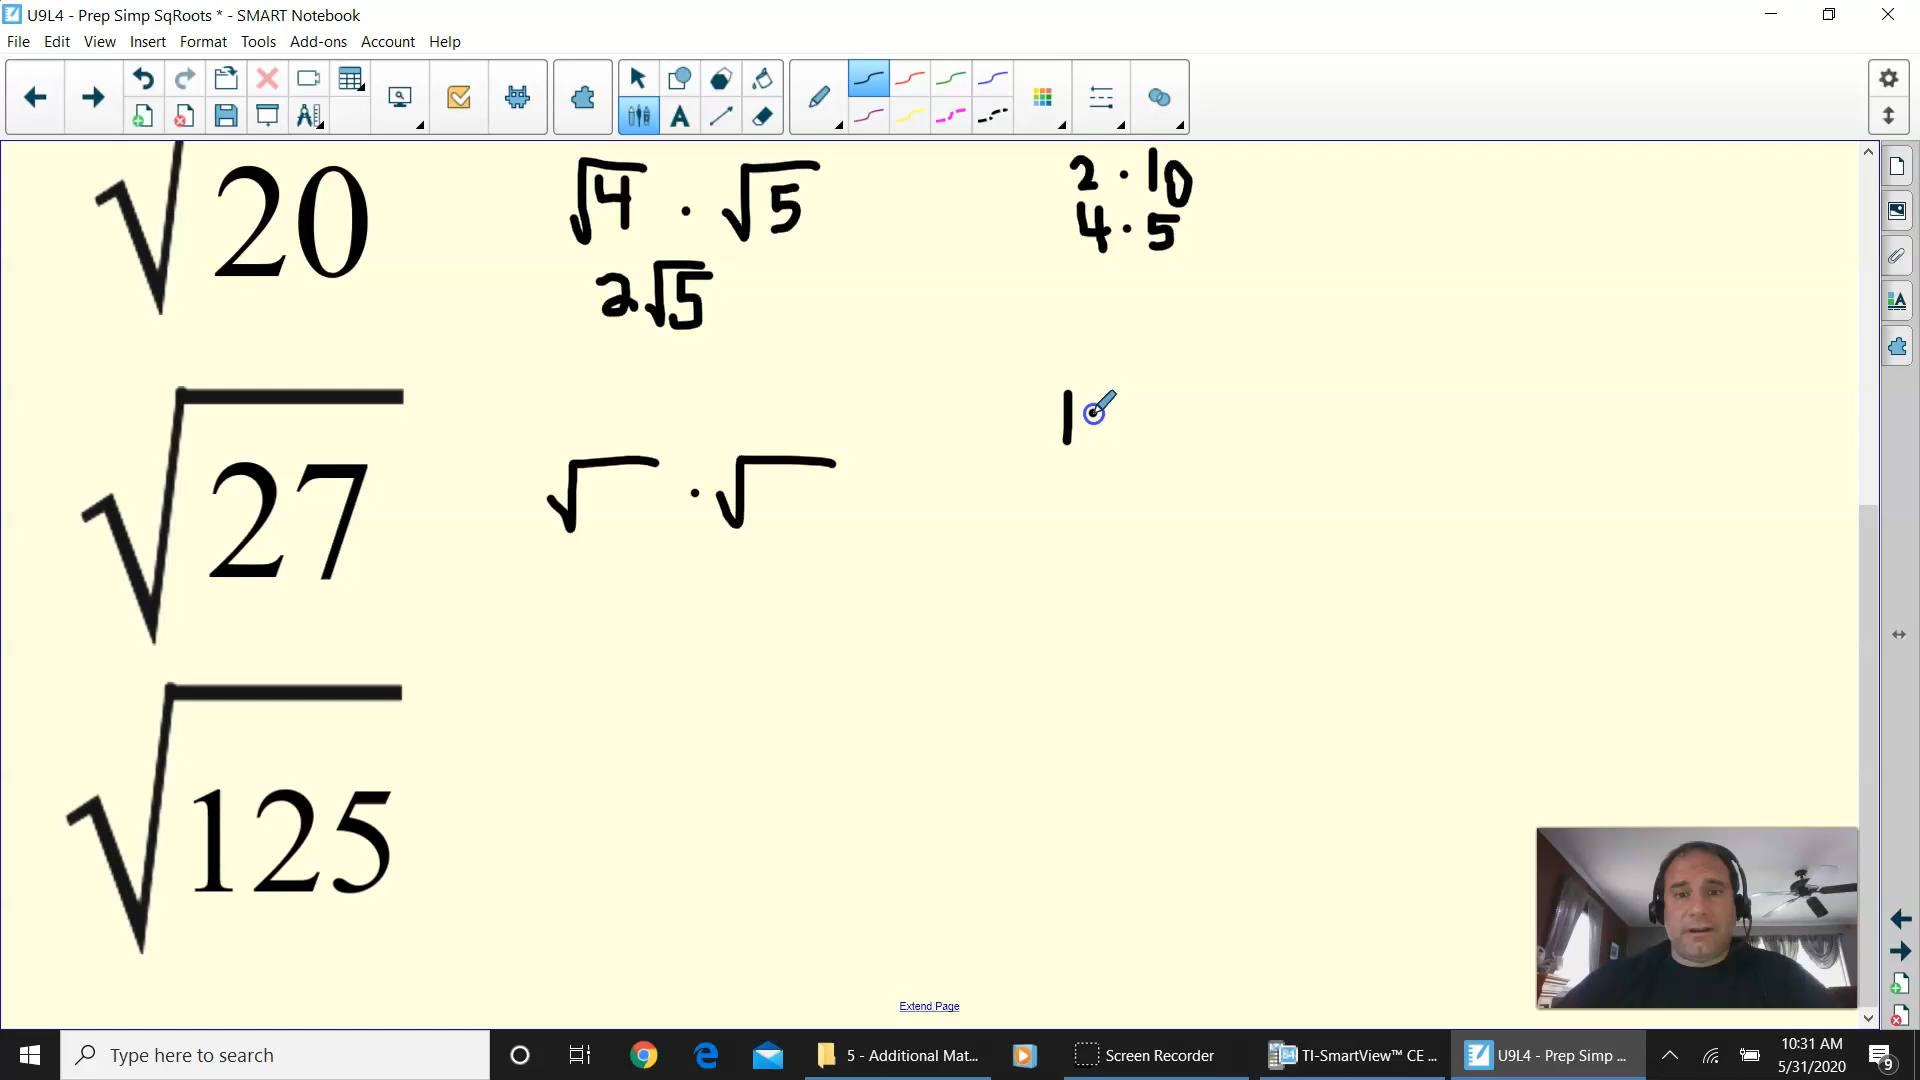 U9L4 - Prep Simp SqRoots * - SMART Notebook
File Edit View Insert Format Tools Add-ons Account Help
√20 √4 · √5 2 · 10
4 · 5
2√5
√27 √ · √ 1 ·
√125
Extend Page
Type here to search
5 - Additional Mat...
Screen Recorder
84 TI-SmartView™ CE ...
U9L4 - Prep Simp ...
10:31 AM
5/31/2020
9